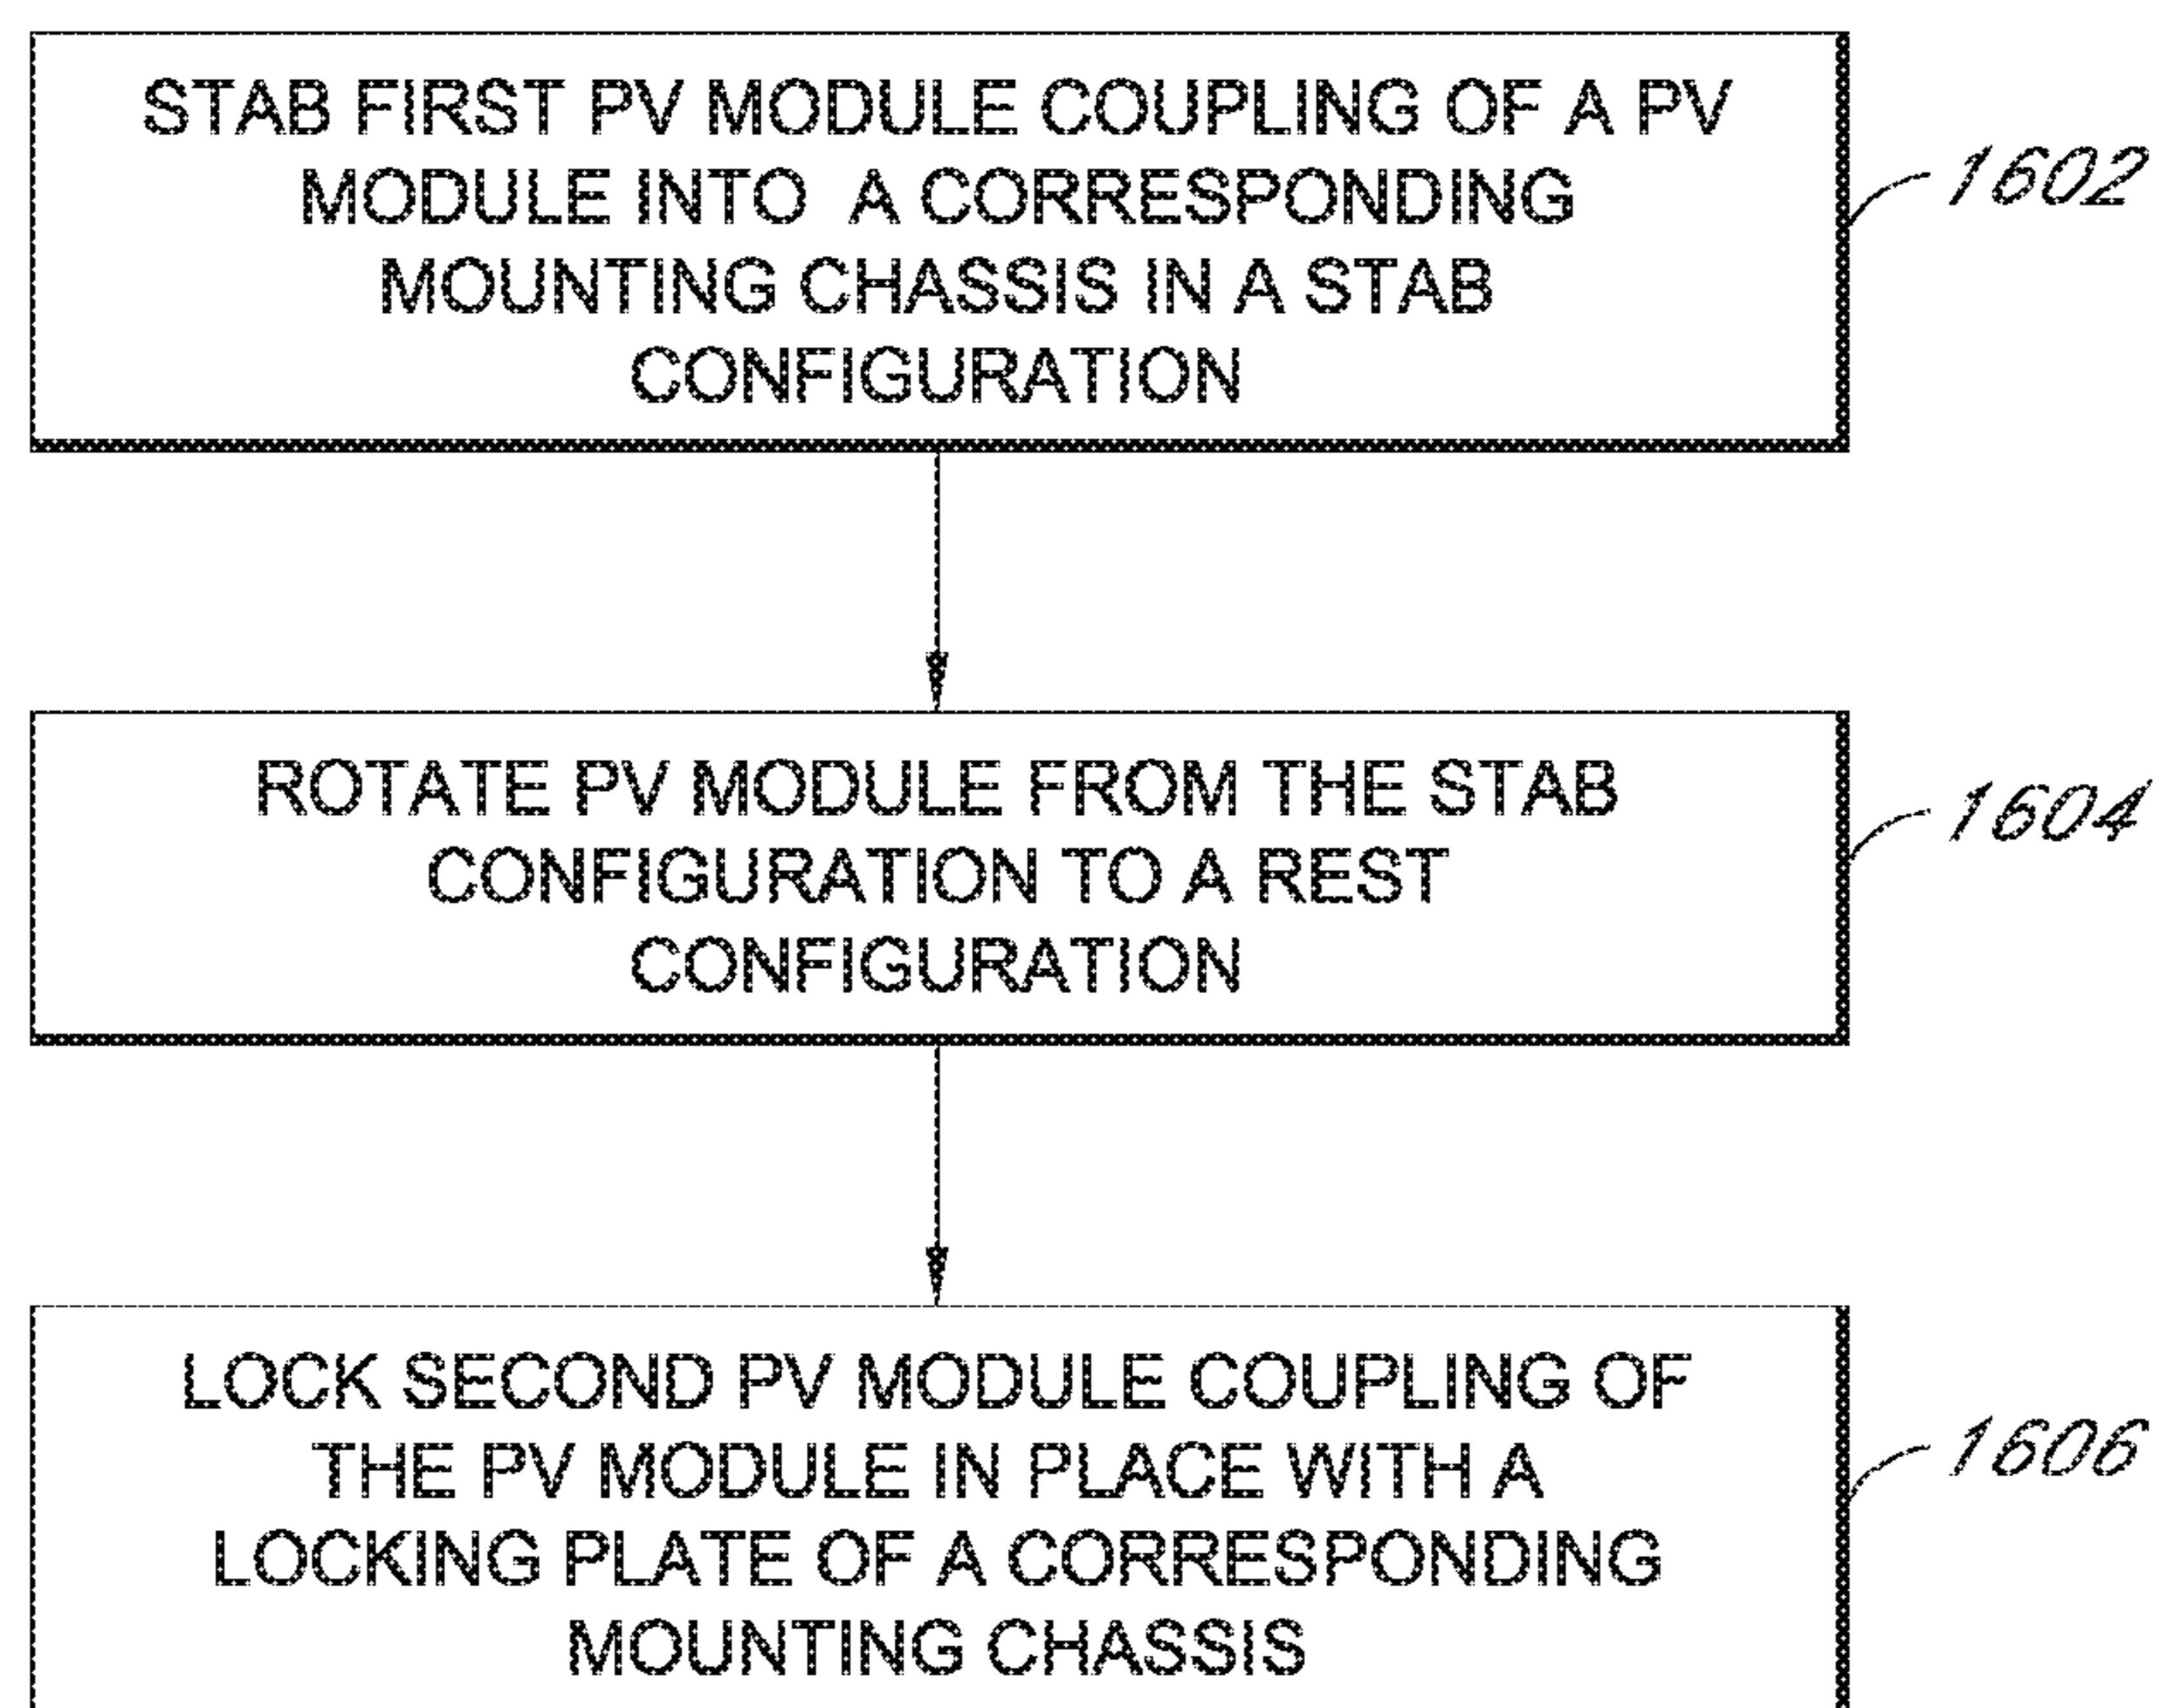 STAB FIRST PV MODULE COUPLING OF A PV
MODULE INTO A CORRESPONDING
MOUNTING CHASSIS IN A STAB
CONFIGURATION
1602
ROTATE PV MODULE FROM THE STAB
CONFIGURATION TO A REST
CONFIGURATION
1604
LOCK SECOND PV MODULE COUPLING OF
THE PV MODULE IN PLACE WITH A
LOCKING PLATE OF A CORRESPONDING
MOUNTING CHASSIS
1606